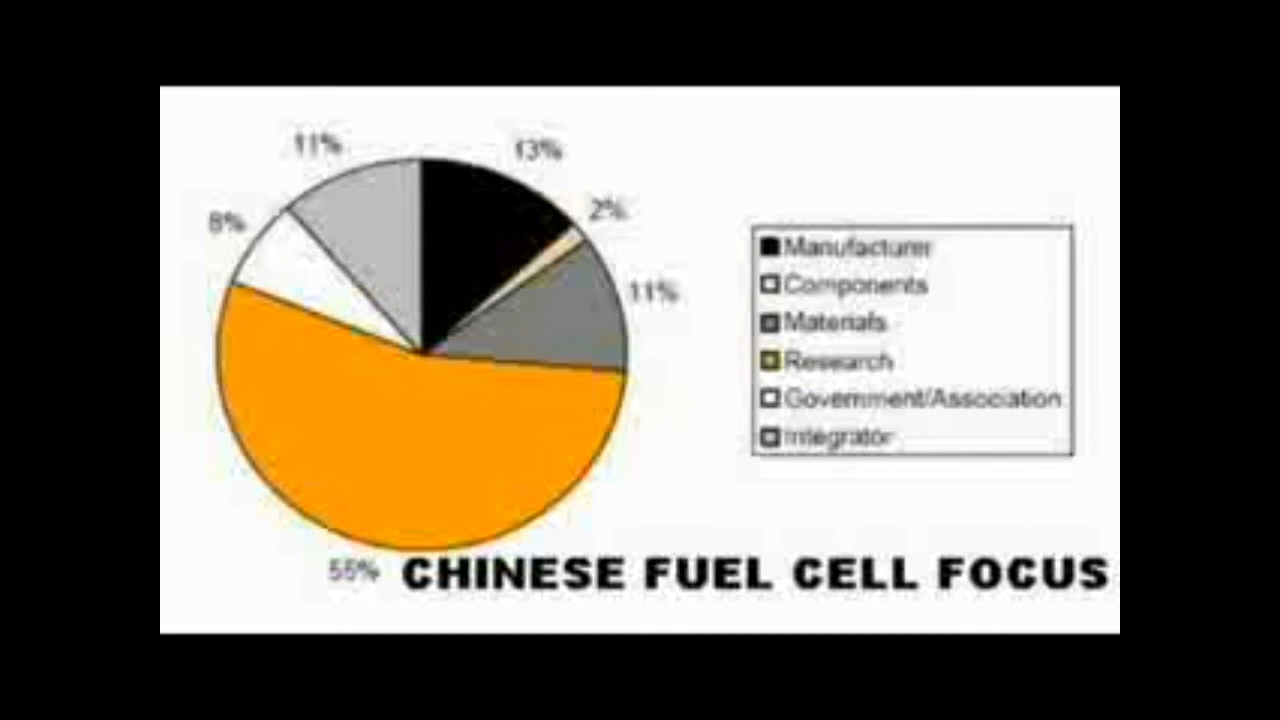 11%
13%
8%
2%
11%
Manufacturer
Components
Materials
Research
Government/Association
Integrator
55%
CHINESE FUEL CELL FOCUS